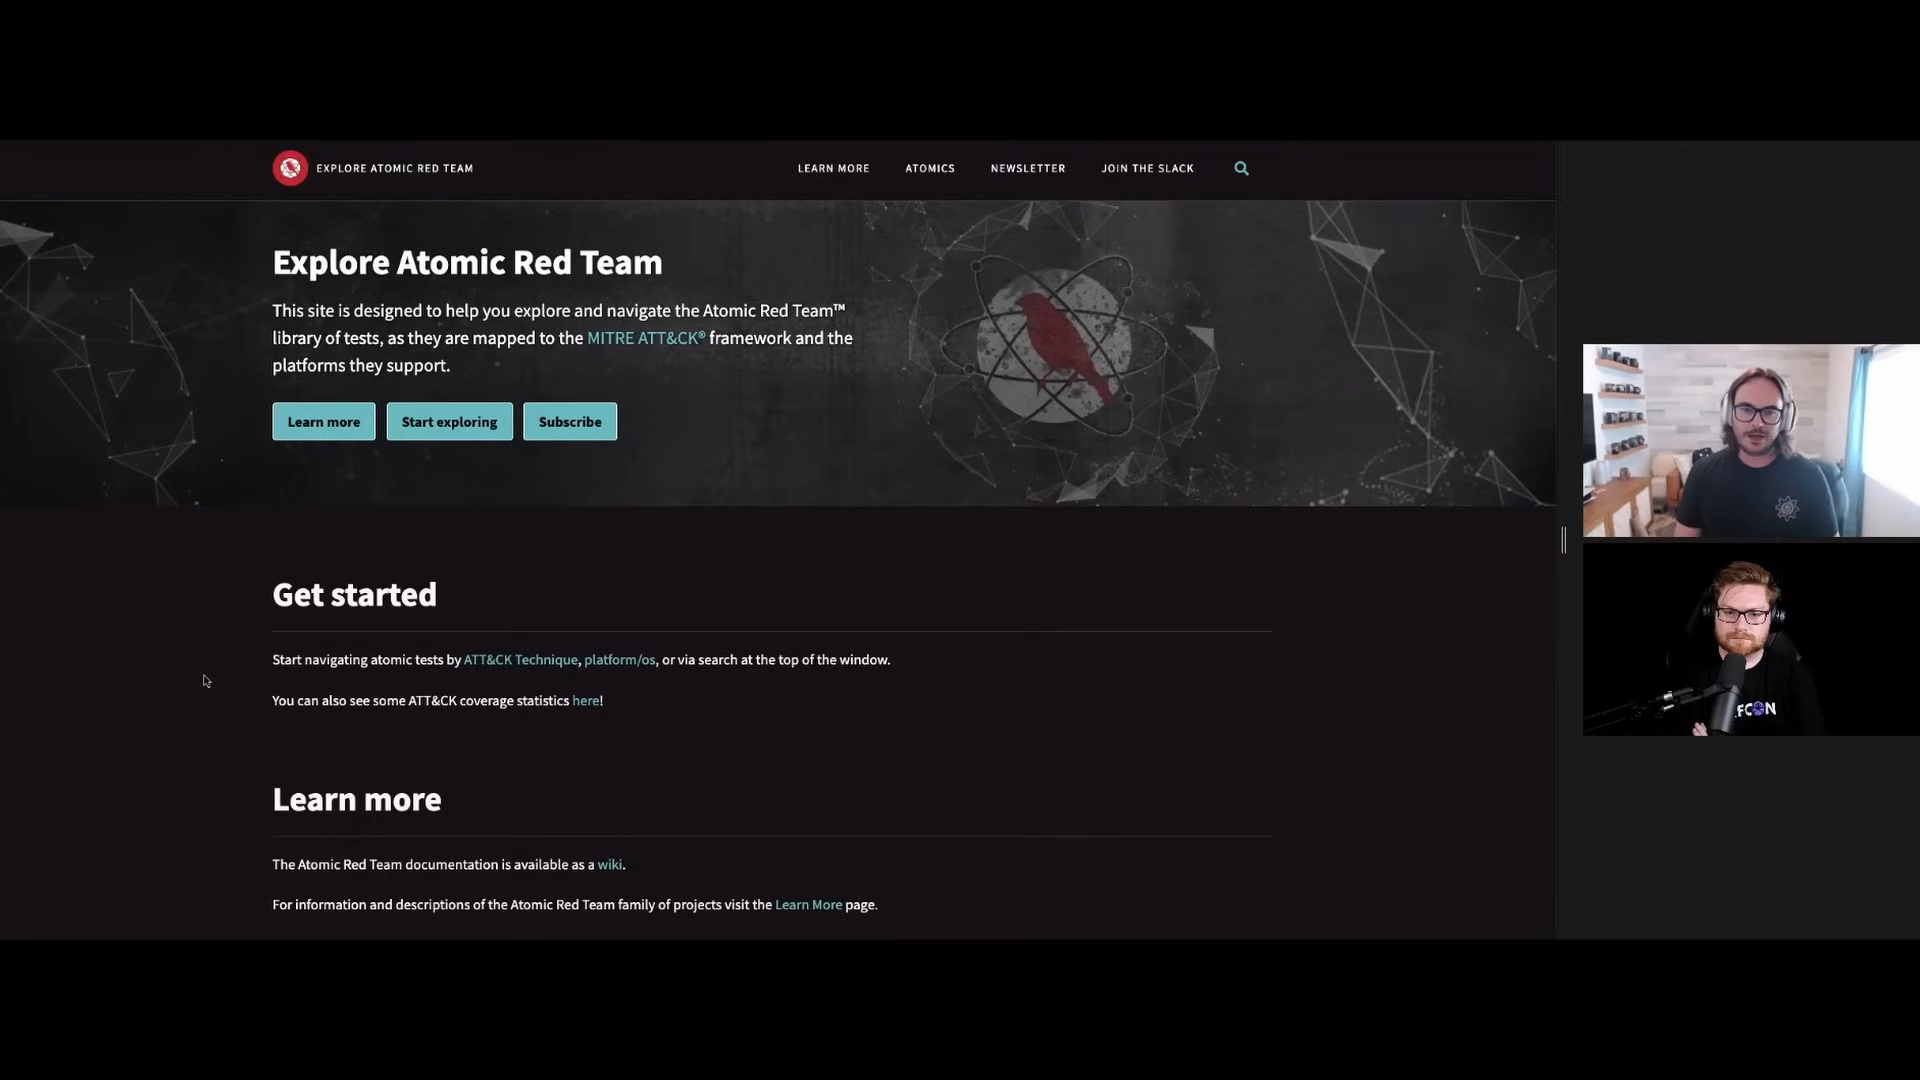 EXPLORE ATOMIC RED TEAM
LEARN MORE
ATOMICS
NEWSLETTER
JOIN THE SLACK
Explore Atomic Red Team
This site is designed to help you explore and navigate the Atomic Red Team™
library of tests, as they are mapped to the MITRE ATT&CK® framework and the
platforms they support.
Learn more
Start exploring
Subscribe
Get started
Start navigating atomic tests by ATT&CK Technique, platform/os, or via search at the top of the window.
You can also see some ATT&CK coverage statistics here!
Learn more
The Atomic Red Team documentation is available as a wiki.
For information and descriptions of the Atomic Red Team family of projects visit the Learn More page.